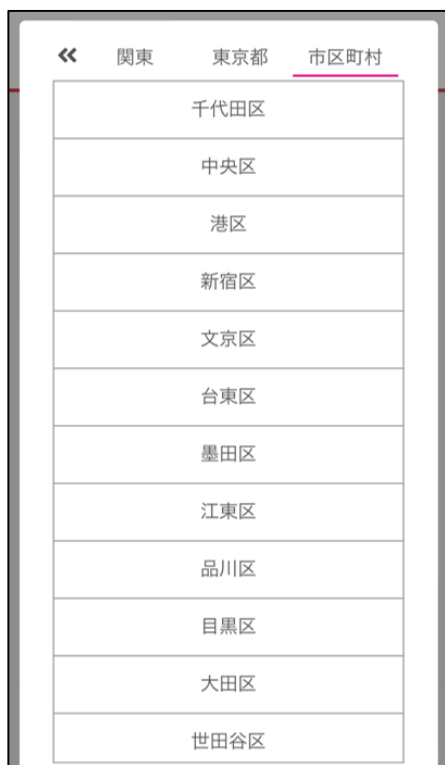 関東 東京都 市区町村
千代田区
中央区
港区
新宿区
文京区
台東区
墨田区
江東区
品川区
目黒区
大田区
世田谷区